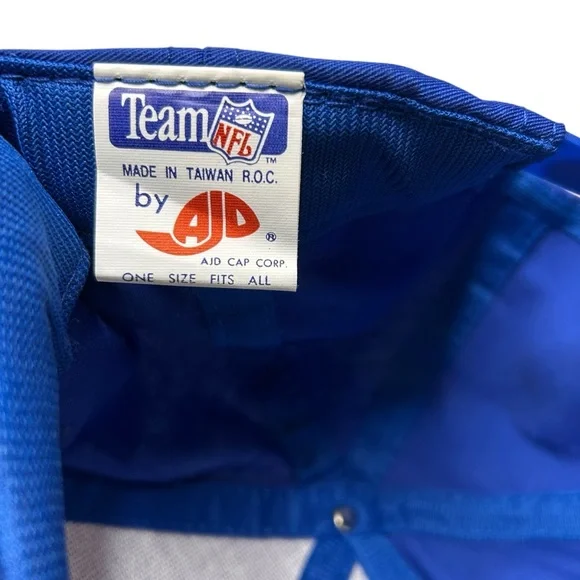 Team NFL ™
MADE IN TAIWAN R.O.C.
by AJD ®
AJD CAP CORP.
ONE SIZE FITS ALL